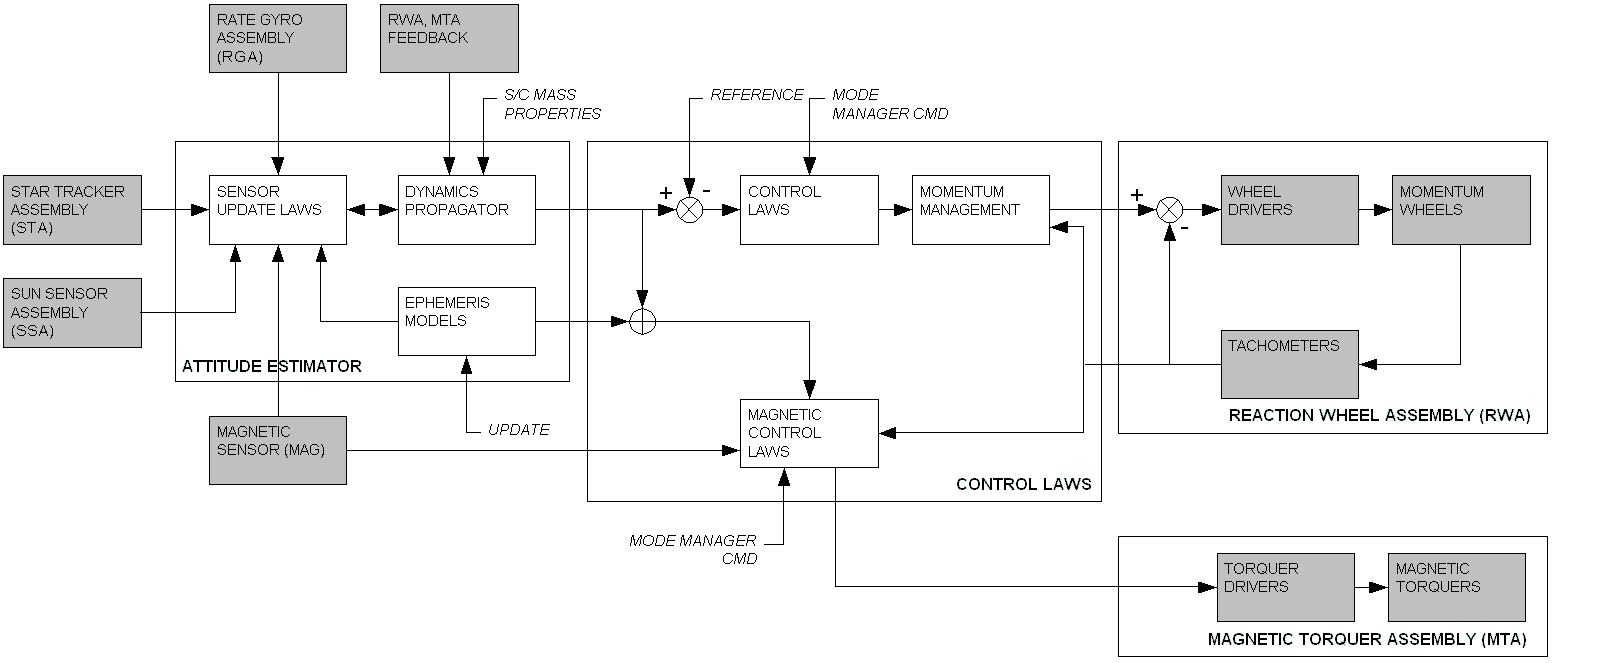 RATE GYRO
ASSEMBLY
(RGA)
RWA, MTA
FEEDBACK
S/C MASS
PROPERTIES
REFERENCE
MODE
MANAGER CMD
STAR TRACKER
ASSEMBLY
(STA)
SENSOR
UPDATE LAWS
DYNAMICS
PROPAGATOR
+
-
CONTROL
LAWS
MOMENTUM
MANAGEMENT
+
-
WHEEL
DRIVERS
MOMENTUM
WHEELS
SUN SENSOR
ASSEMBLY
(SSA)
EPHEMERIS
MODELS
ATTITUDE ESTIMATOR
TACHOMETERS
REACTION WHEEL ASSEMBLY (RWA)
MAGNETIC
SENSOR (MAG)
UPDATE
MAGNETIC
CONTROL
LAWS
CONTROL LAWS
MODE MANAGER
CMD
TORQUER
DRIVERS
MAGNETIC
TORQUERS
MAGNETIC TORQUER ASSEMBLY (MTA)